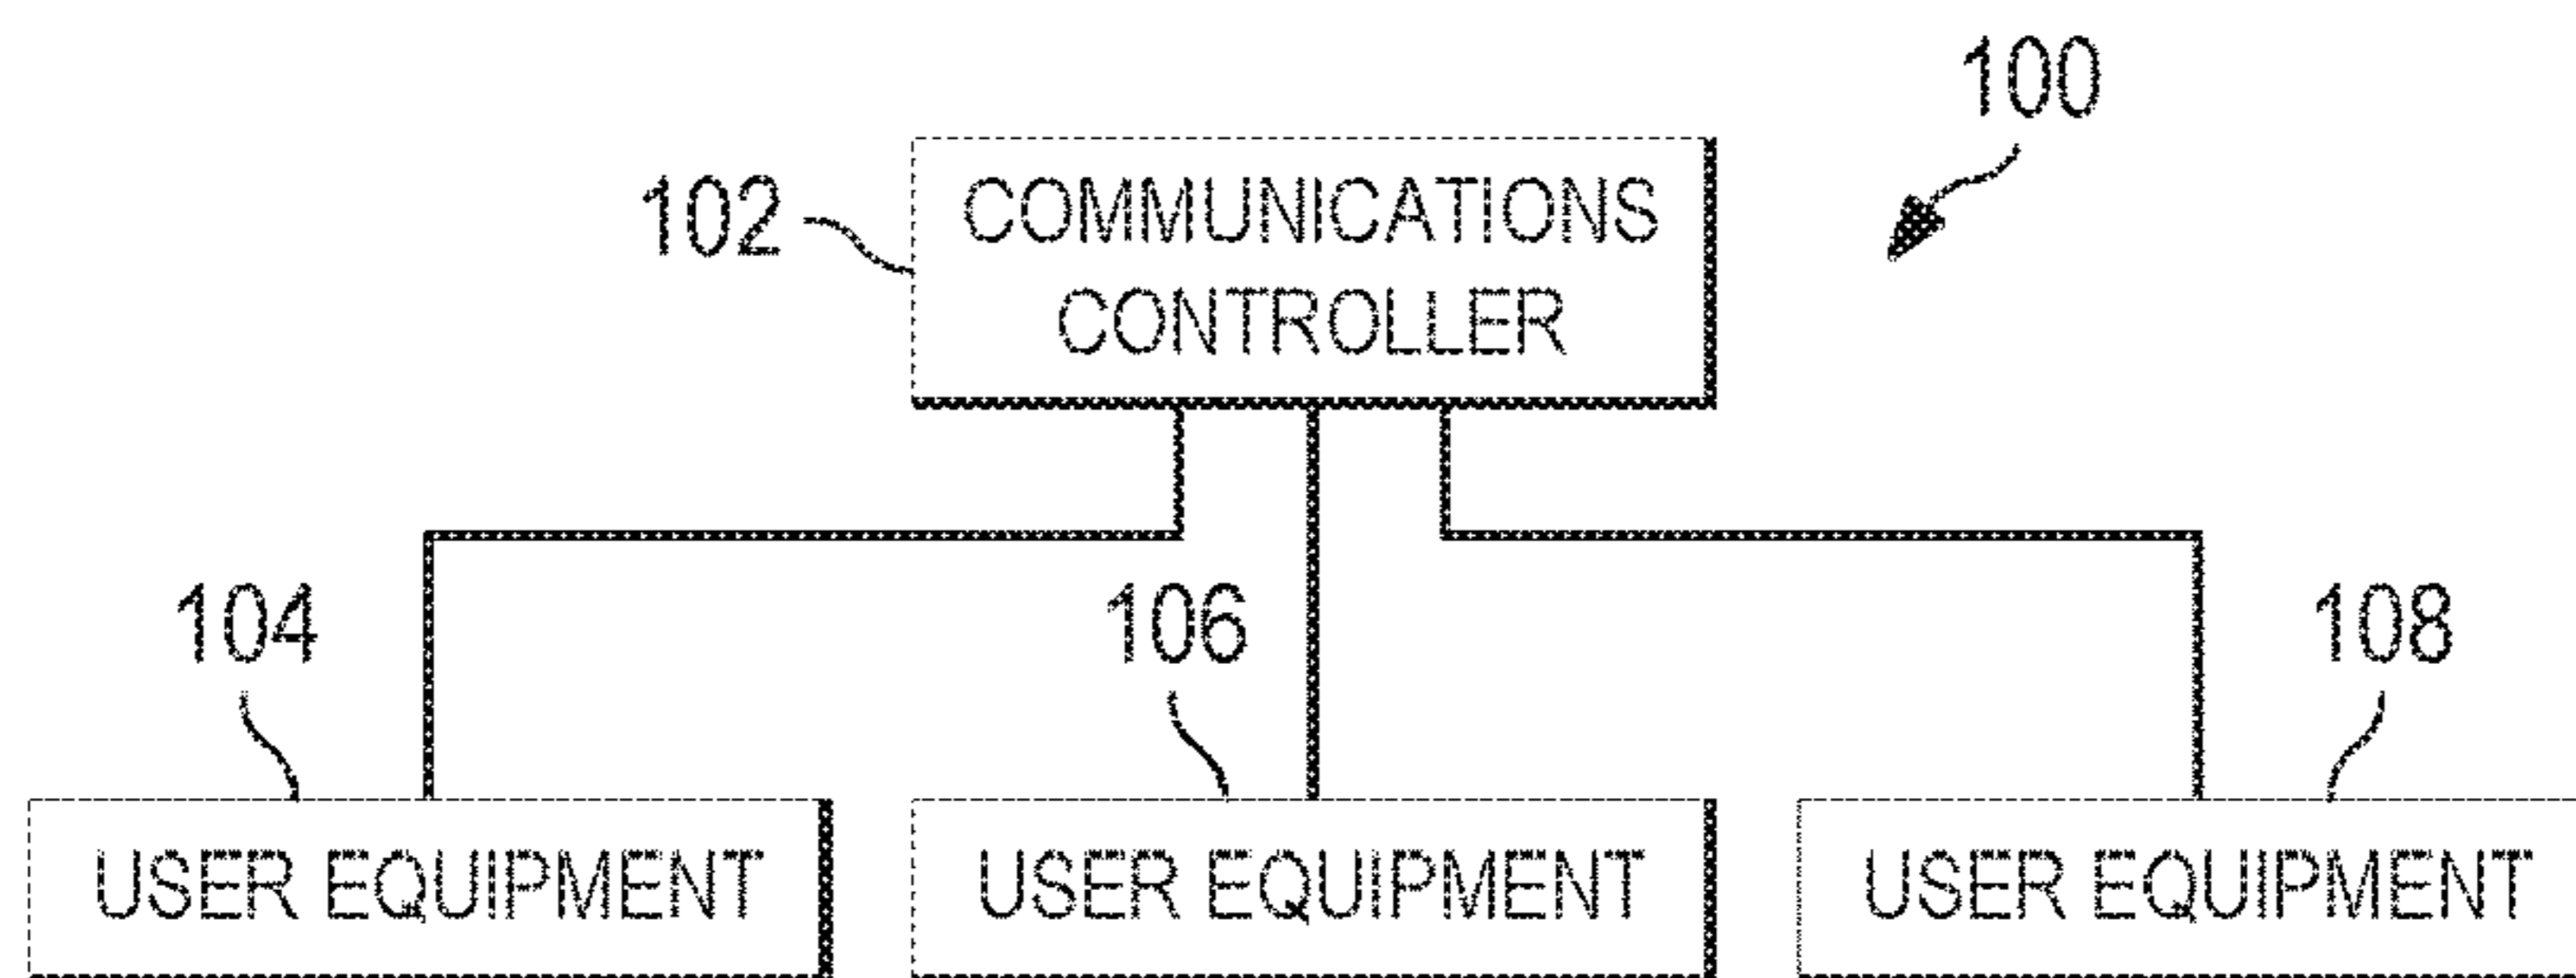 100
102
COMMUNICATIONS
CONTROLLER
104
106
108
USER EQUIPMENT
USER EQUIPMENT
USER EQUIPMENT